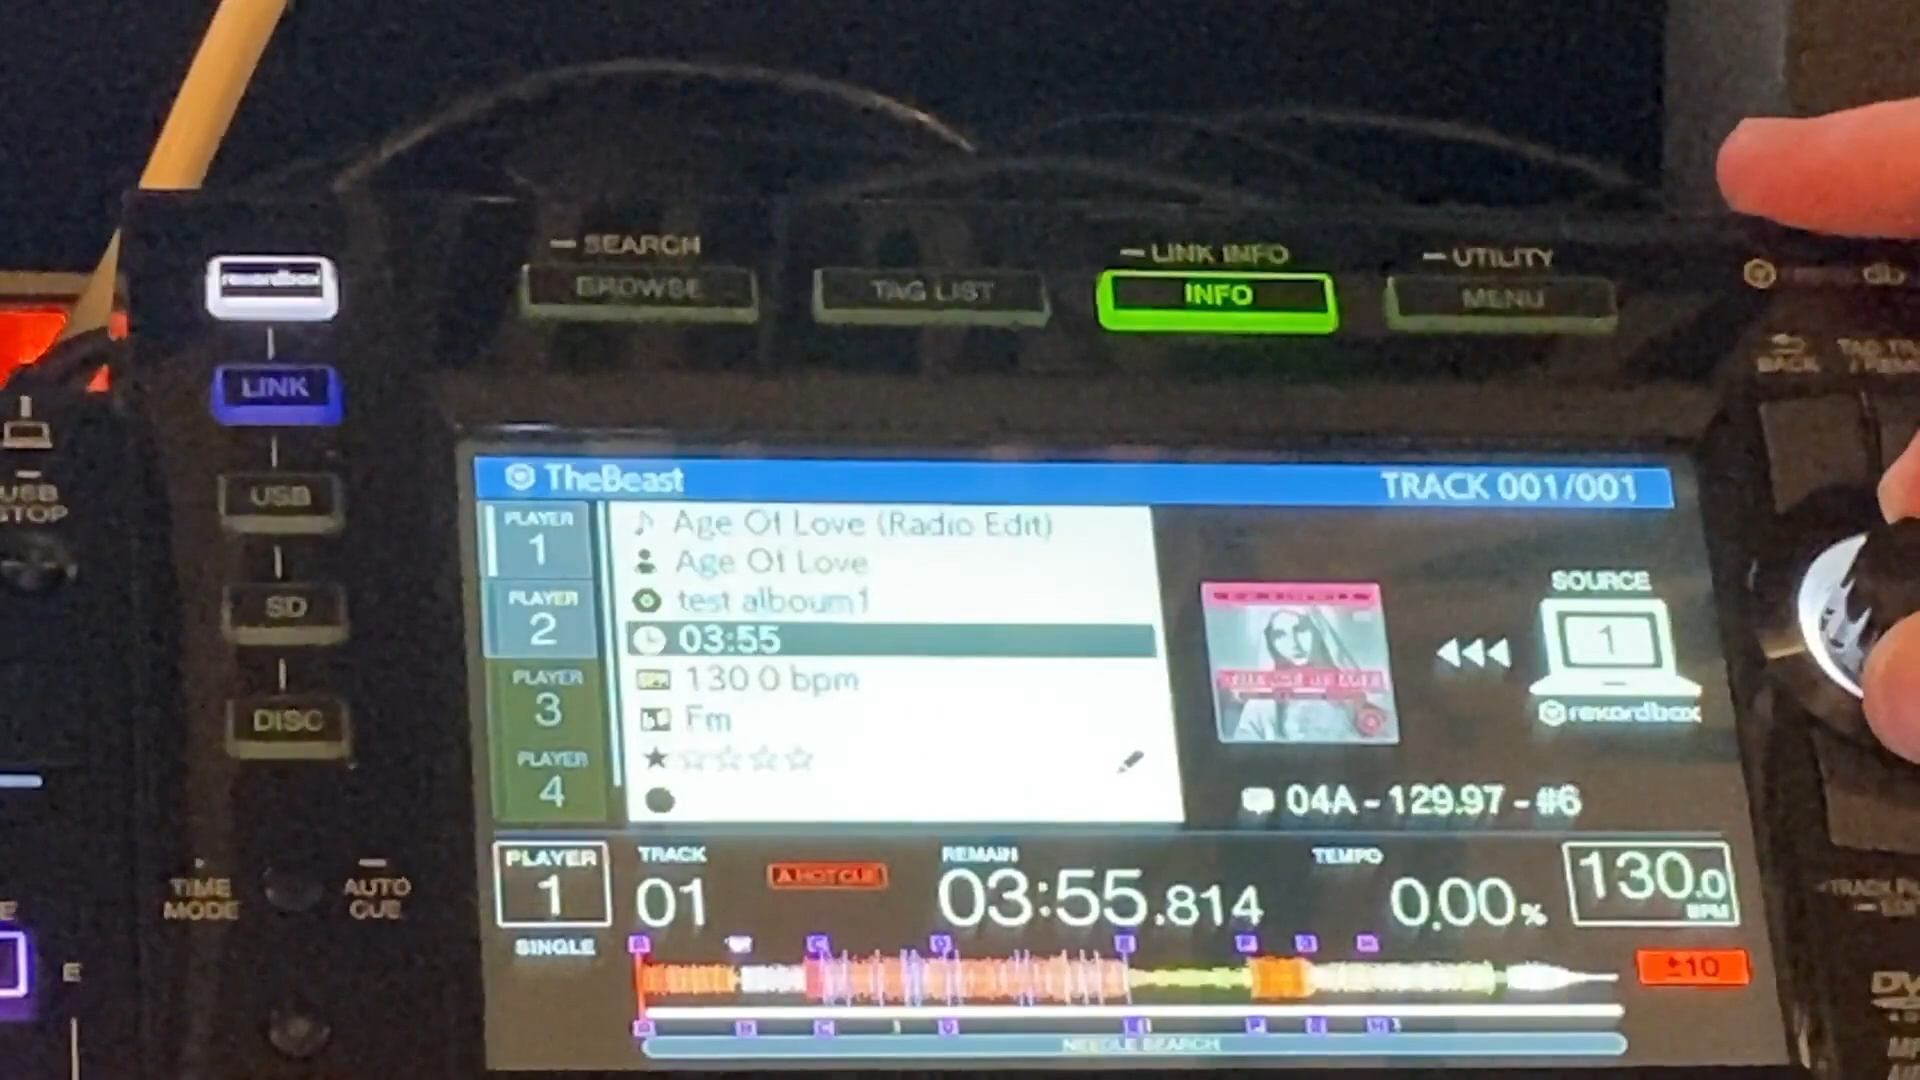 SEARCH
BROWSE
TAG LIST
LINK INFO
INFO
UTILITY
MENU
rekordbox
LINK
USB
SD
DISC
USB
STOP
BACK
TheBeast
TRACK 001/001
PLAYER
1
PLAYER
2
PLAYER
3
PLAYER
4
Age Of Love (Radio Edit)
Age Of Love
test alboum1
03:55
130 0 bpm
Fm
SOURCE
1
rekordbox
04A - 129.97 - #6
TIME
MODE
AUTO
CUE
PLAYER
1
SINGLE
TRACK
01
A HOT CUE
REMAIN
03:55.814
TEMPO
0.00%
130.0
BPM
±10
NEEDLE SEARCH
E